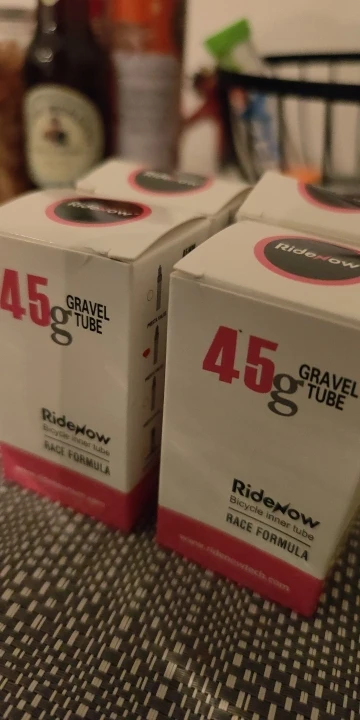 RideNow
RideNow
RideNow
45g GRAVEL
TUBE
RideNow
Bicycle inner tube
RACE FORMULA
45g GRAVEL
TUBE
RideNow
Bicycle inner tube
RACE FORMULA
www.ridenowtech.com